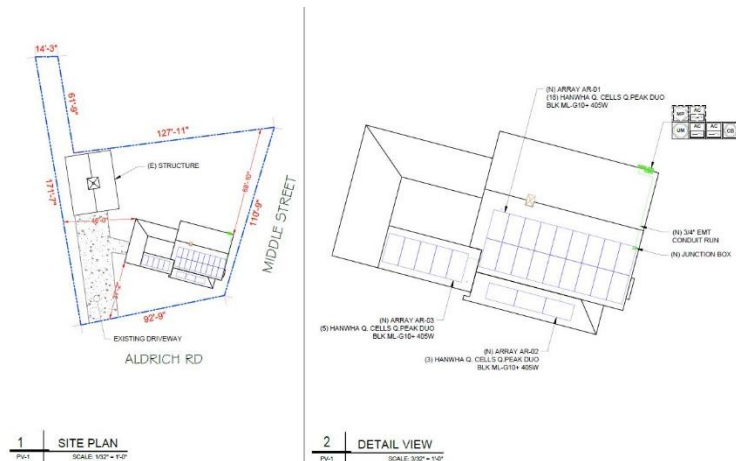 14'-3"
61'-9"
127'-11"
(E) STRUCTURE
171'-7"
110'-9"
MIDDLE STREET
92'-9"
EXISTING DRIVEWAY
ALDRICH RD
1 SITE PLAN
PV-1 SCALE: 1/32" = 1'-0"
(N) ARRAY AR-01
(18) HANWHA Q. CELLS Q.PEAK DUO
BLK ML-G10+ 405W
MP AC
UM AC AC CB
(N) 3/4" EMT
CONDUIT RUN
(N) JUNCTION BOX
(N) ARRAY AR-03
(5) HANWHA Q. CELLS Q.PEAK DUO
BLK ML-G10+ 405W
(N) ARRAY AR-02
(3) HANWHA Q. CELLS Q.PEAK DUO
BLK ML-G10+ 405W
2 DETAIL VIEW
PV-1 SCALE: 3/32" = 1'-0"